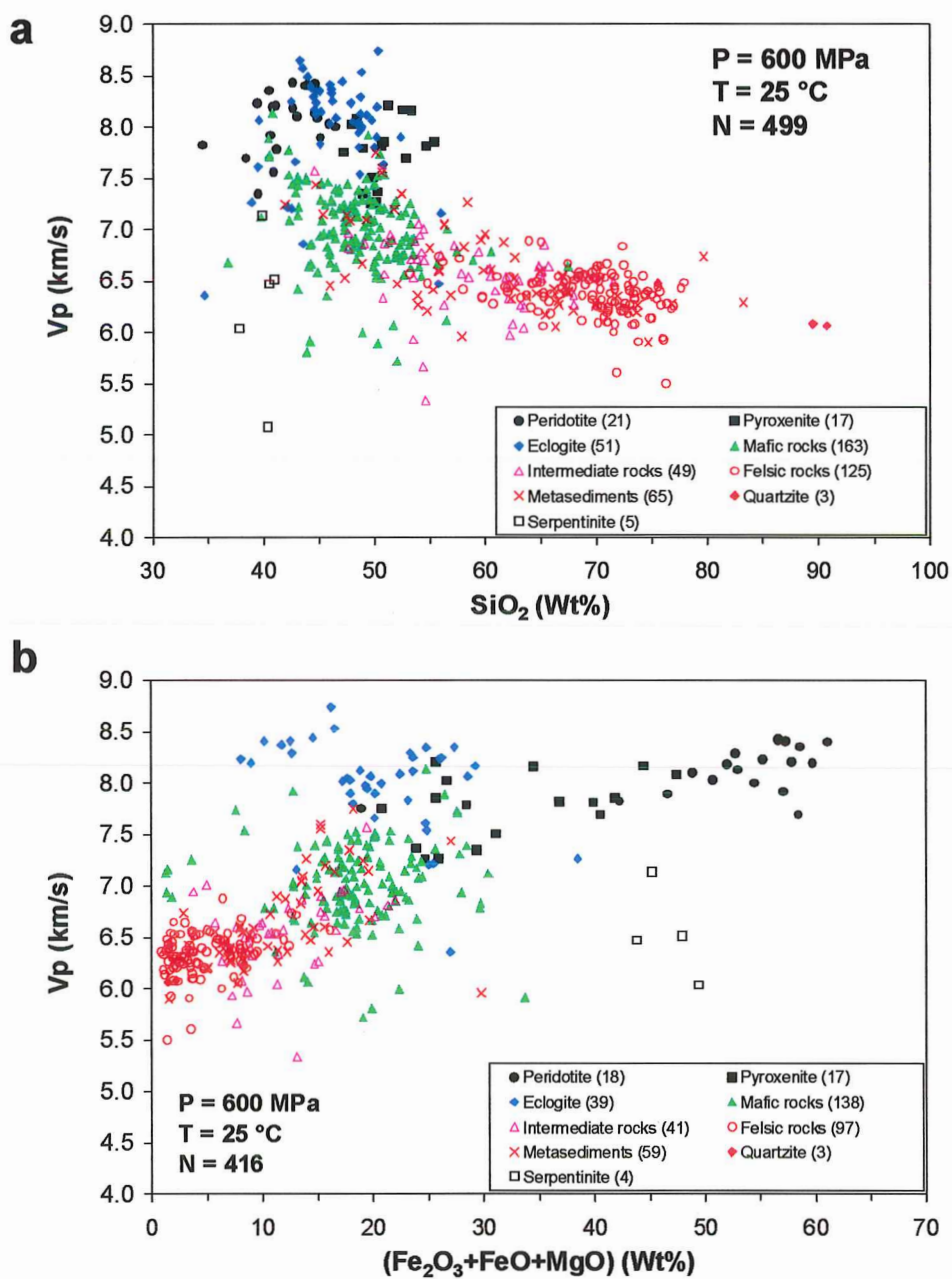 a
9.0
8.5
8.0
7.5
7.0
6.5
6.0
5.5
5.0
4.5
4.0
Vp (km/s)
P = 600 MPa
T = 25 °C
N = 499
Peridotite (21)
Pyroxenite (17)
Eclogite (51)
Mafic rocks (163)
Intermediate rocks (49)
Felsic rocks (125)
Metasediments (65)
Quartzite (3)
Serpentinite (5)
30 40 50 60 70 80 90 100
SiO₂ (Wt%)
b
9.0
8.5
8.0
7.5
7.0
6.5
6.0
5.5
5.0
4.5
4.0
Vp (km/s)
P = 600 MPa
T = 25 °C
N = 416
Peridotite (18)
Pyroxenite (17)
Eclogite (39)
Mafic rocks (138)
Intermediate rocks (41)
Felsic rocks (97)
Metasediments (59)
Quartzite (3)
Serpentinite (4)
0 10 20 30 40 50 60 70
(Fe₂O₃+FeO+MgO) (Wt%)